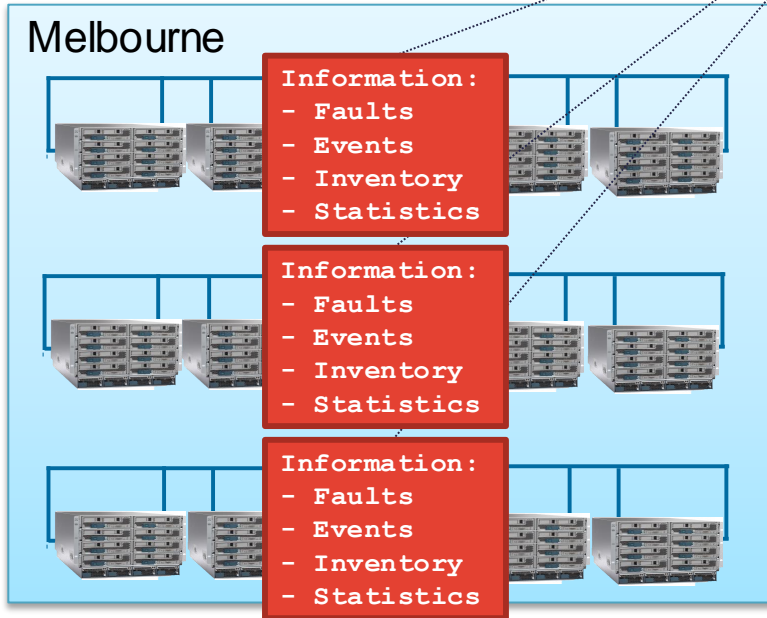 Melbourne
Information:
- Faults
- Events
- Inventory
- Statistics
Information:
- Faults
- Events
- Inventory
- Statistics
Information:
- Faults
- Events
- Inventory
- Statistics